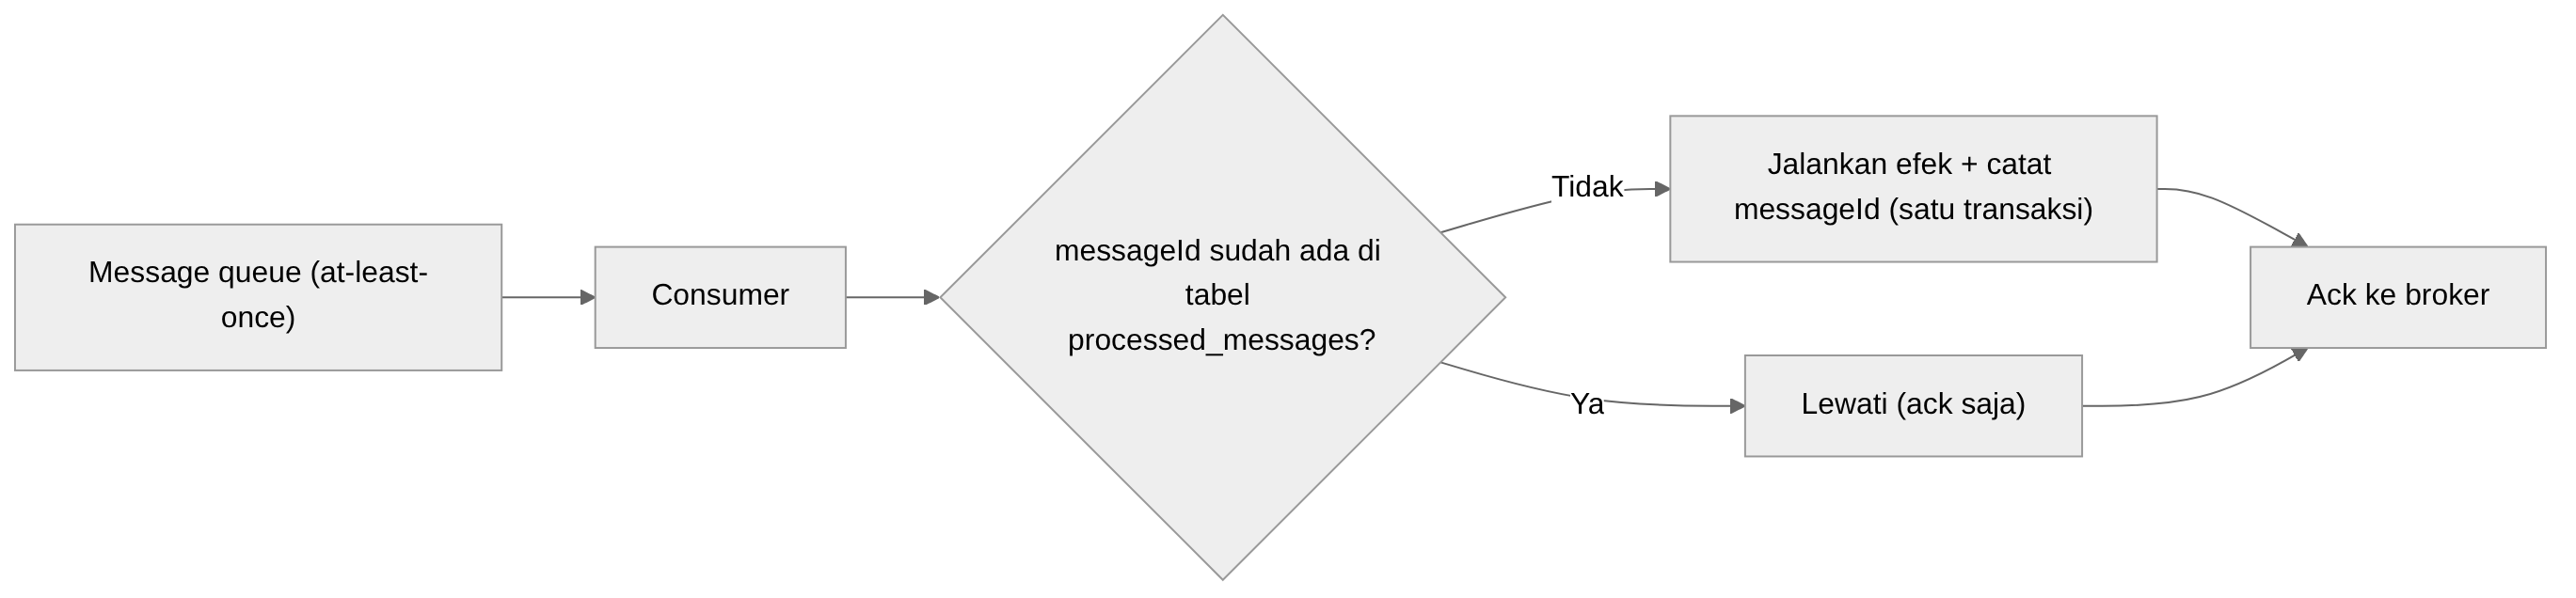 Message queue (at-least-
once)
Consumer
messageId sudah ada di
tabel
processed_messages?
Tidak
Jalankan efek + catat
messageId (satu transaksi)
Ya
Lewati (ack saja)
Ack ke broker